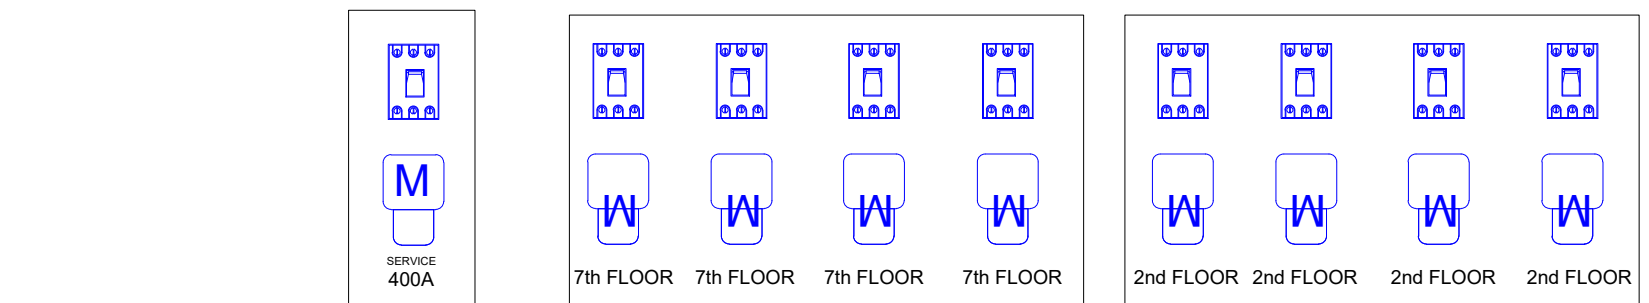 M
M M M M M M M M
SERVICE
400A
7th FLOOR 7th FLOOR 7th FLOOR 7th FLOOR 2nd FLOOR 2nd FLOOR 2nd FLOOR 2nd FLOOR